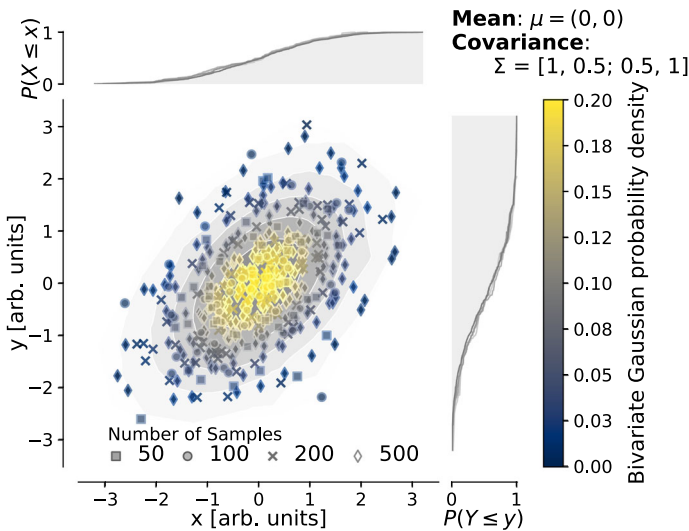 Mean: μ = (0, 0)
Covariance:
Σ = [1, 0.5; 0.5, 1]
P(X ≤ x)
1
0
3
2
1
0
−1
−2
−3
y [arb. units]
Number of Samples
50 100 200 500
−3 −2 −1 0 1 2 3
x [arb. units]
0 1
P(Y ≤ y)
0.20
0.18
0.15
0.12
0.10
0.08
0.05
0.03
0.00
Bivariate Gaussian probability density